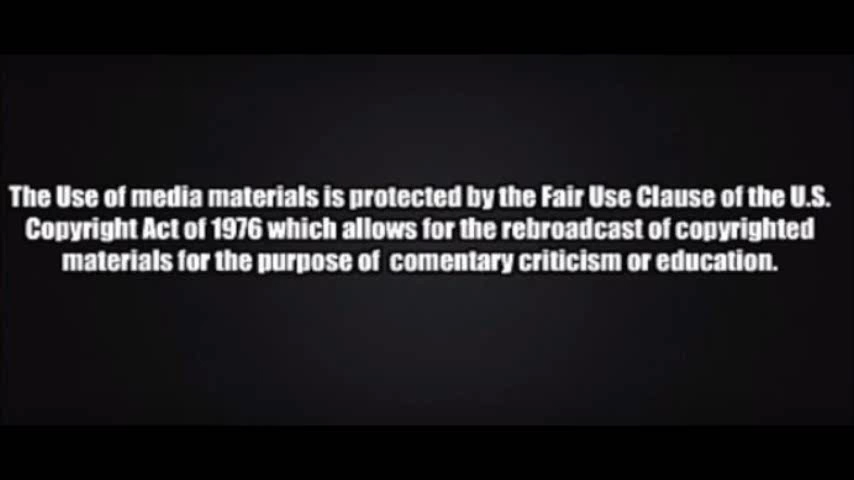 The Use of media materials is protected by the Fair Use Clause of the U.S.
Copyright Act of 1976 which allows for the rebroadcast of copyrighted
materials for the purpose of comentary criticism or education.